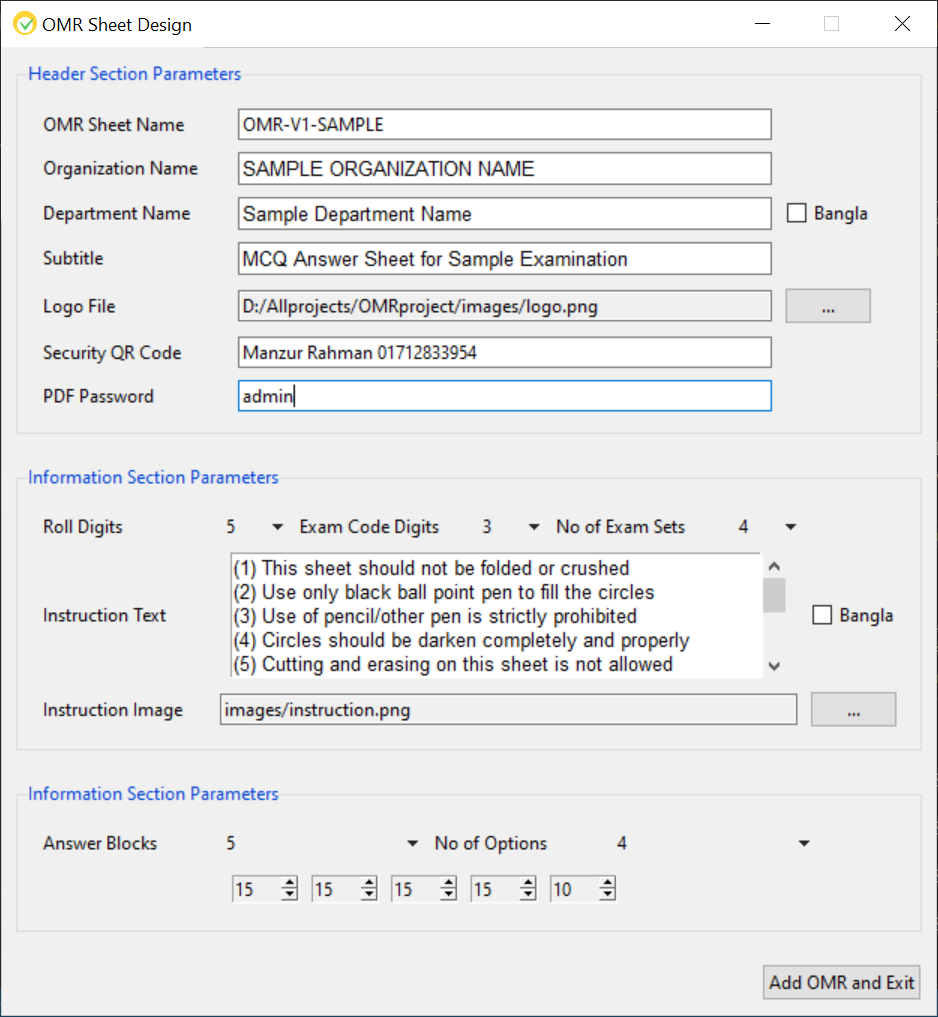 OMR Sheet Design
Header Section Parameters
OMR Sheet Name OMR-V1-SAMPLE
Organization Name SAMPLE ORGANIZATION NAME
Department Name Sample Department Name Bangla
Subtitle MCQ Answer Sheet for Sample Examination
Logo File D:/Allprojects/OMRproject/images/logo.png ...
Security QR Code Manzur Rahman 01712833954
PDF Password admin
Information Section Parameters
Roll Digits 5 Exam Code Digits 3 No of Exam Sets 4
(1) This sheet should not be folded or crushed
(2) Use only black ball point pen to fill the circles
Instruction Text (3) Use of pencil/other pen is strictly prohibited Bangla
(4) Circles should be darken completely and properly
(5) Cutting and erasing on this sheet is not allowed
Instruction Image images/instruction.png ...
Information Section Parameters
Answer Blocks 5 No of Options 4
15 15 15 15 10
Add OMR and Exit